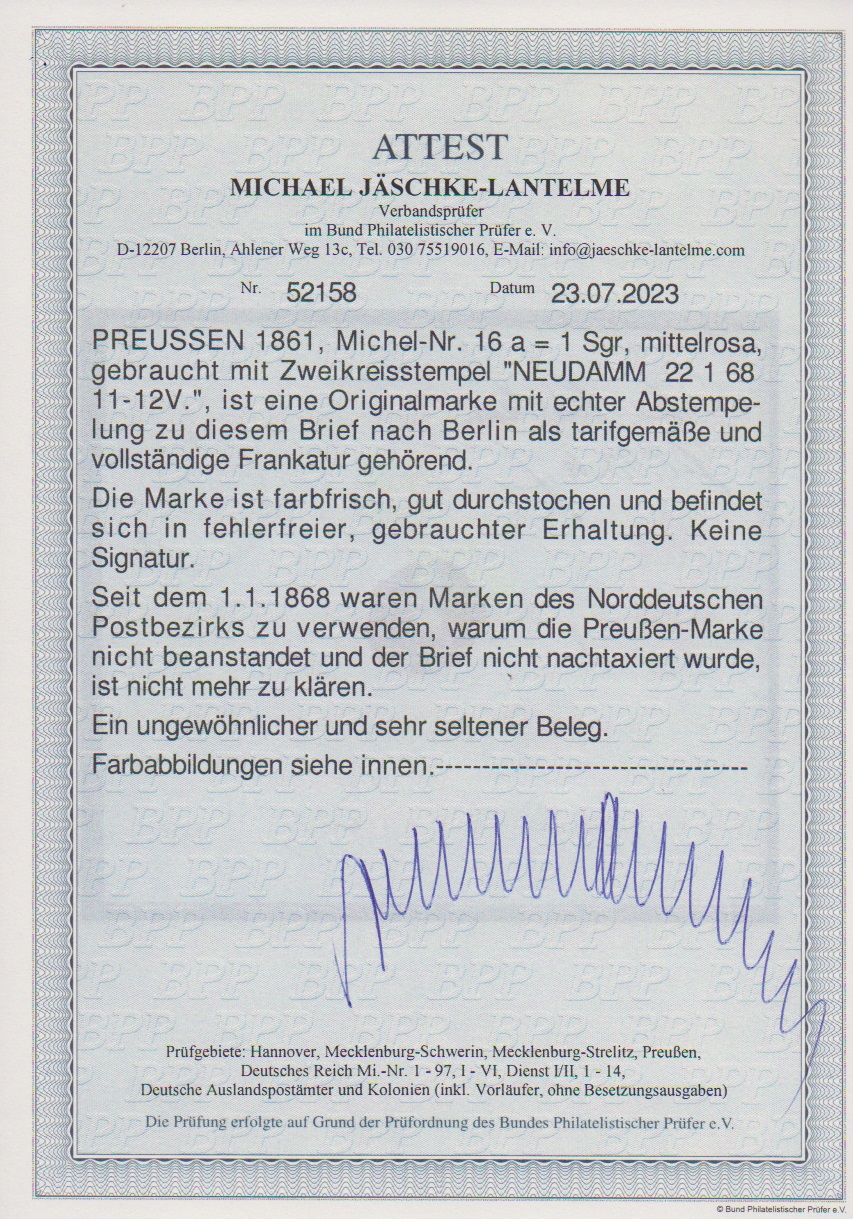 ATTEST
MICHAEL JÄSCHKE-LANTELME
Verbandsprüfer
im Bund Philatelistischer Prüfer e. V.
D-12207 Berlin, Ahlener Weg 13c, Tel. 030 75519016, E-Mail: info@jaeschke-lantelme.com
Nr. 52158 Datum 23.07.2023
PREUSSEN 1861, Michel-Nr. 16 a = 1 Sgr, mittelrosa,
gebraucht mit Zweikreisstempel "NEUDAMM 22 1 68
11-12V.", ist eine Originalmarke mit echter Abstempe-
lung zu diesem Brief nach Berlin als tarifgemäße und
vollständige Frankatur gehörend.
Die Marke ist farbfrisch, gut durchstochen und befindet
sich in fehlerfreier, gebrauchter Erhaltung. Keine
Signatur.
Seit dem 1.1.1868 waren Marken des Norddeutschen
Postbezirks zu verwenden, warum die Preußen-Marke
nicht beanstandet und der Brief nicht nachtaxiert wurde,
ist nicht mehr zu klären.
Ein ungewöhnlicher und sehr seltener Beleg.
Farbabbildungen siehe innen.----------------------------------
Prüfgebiete: Hannover, Mecklenburg-Schwerin, Mecklenburg-Strelitz, Preußen,
Deutsches Reich Mi.-Nr. 1 - 97, I - VI, Dienst I/II, 1 - 14,
Deutsche Auslandspostämter und Kolonien (inkl. Vorläufer, ohne Besetzungsausgaben)
Die Prüfung erfolgte auf Grund der Prüfordnung des Bundes Philatelistischer Prüfer e.V.
© Bund Philatelistischer Prüfer e.V.